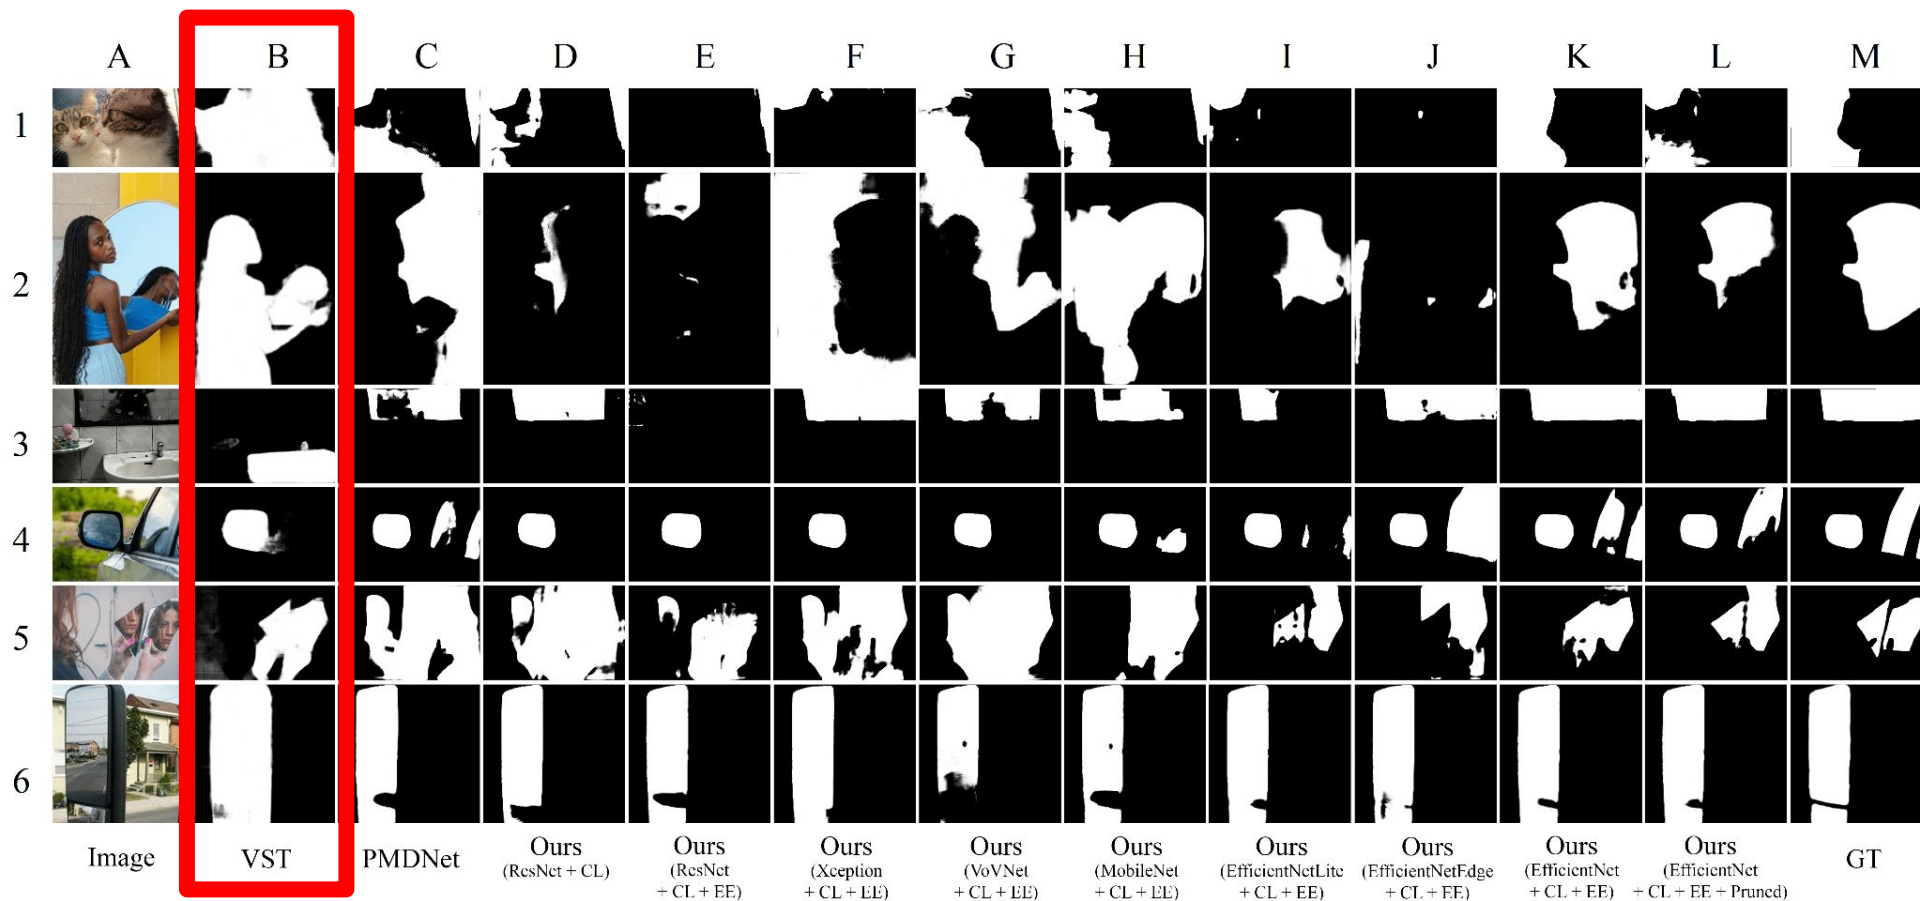 A B C D E F G H I J K L M
1
2
3
4
5
6
Image
VST
PMDNet
Ours
(ResNet + CL)
Ours
(ResNet
+ CL + EE)
Ours
(Xception
+ CL + EE)
Ours
(VoVNet
+ CL + EE)
Ours
(MobileNet
+ CL + EE)
Ours
(EfficientNetLite
+ CL + EE)
Ours
(EfficientNetEdge
+ CL + EE)
Ours
(EfficientNet
+ CL + EE)
Ours
(EfficientNet
+ CL + EE + Pruned)
GT